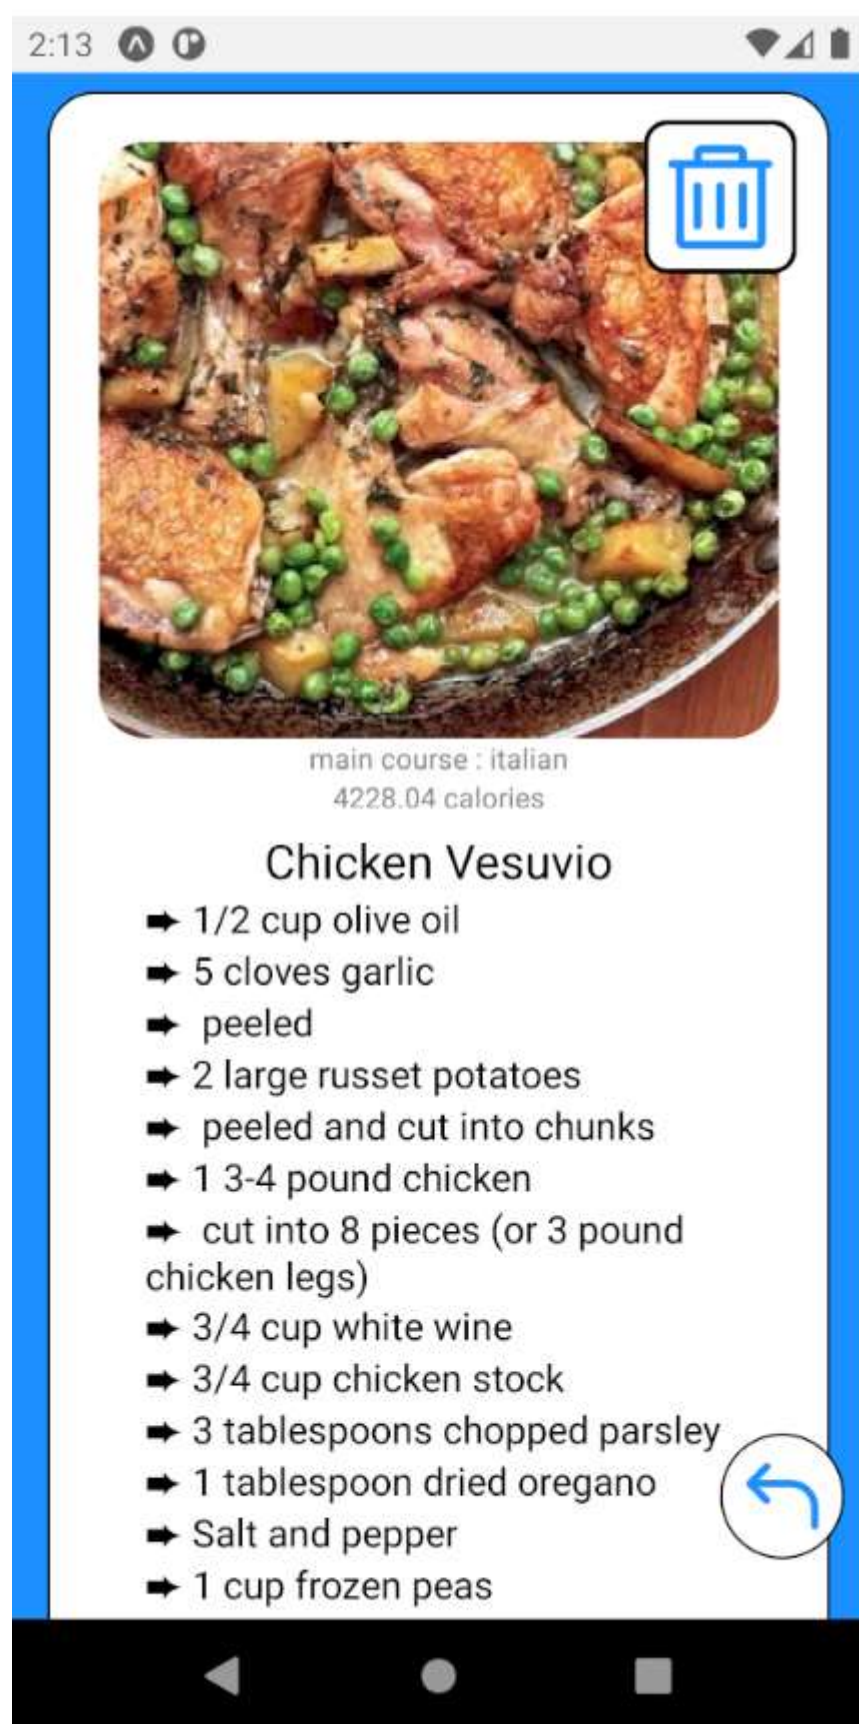 2:13
main course : italian
4228.04 calories
Chicken Vesuvio
➨ 1/2 cup olive oil
➨ 5 cloves garlic
➨  peeled
➨ 2 large russet potatoes
➨  peeled and cut into chunks
➨ 1 3-4 pound chicken
➨  cut into 8 pieces (or 3 pound
chicken legs)
➨ 3/4 cup white wine
➨ 3/4 cup chicken stock
➨ 3 tablespoons chopped parsley
➨ 1 tablespoon dried oregano
➨ Salt and pepper
➨ 1 cup frozen peas